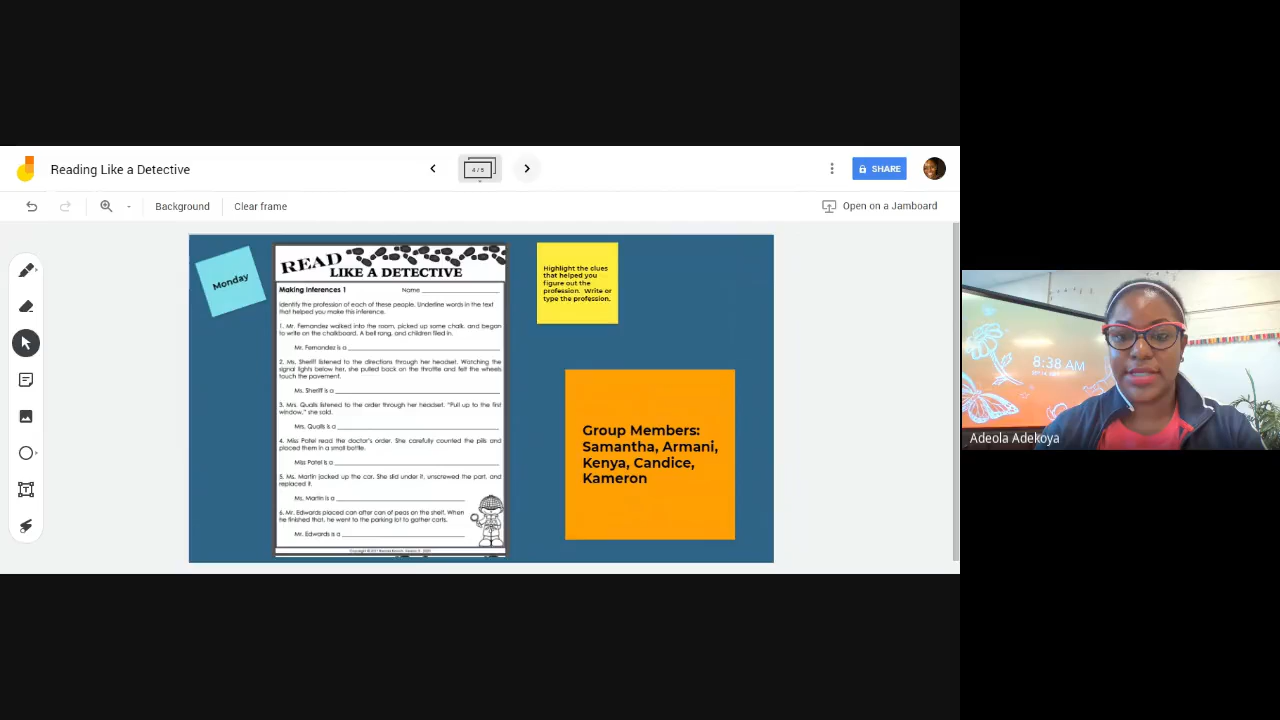 Reading Like a Detective
4 / 5
SHARE
Background
Clear frame
Open on a Jamboard
Monday
READ
LIKE A DETECTIVE
Making Inferences 1 Name
Identify the profession of each of these people. Underline words in the text
that helped you make this inference.
1. Mr. Fernandez walked into the room, picked up some chalk, and began
to write on the chalkboard. A bell rang, and children filed in.
Mr. Fernandez is a
2. Ms. Sheriff listened to the directions through her headset. Watching the
signal lights below her, she pulled back on the throttle and felt the wheels
touch the pavement.
Ms. Sheriff is a
3. Mrs. Qualls listened to the order through her headset. "Pull up to the first
window," she said.
Mrs. Qualls is a
4. Miss Patel read the doctor's order. She carefully counted the pills and
placed them in a small bottle.
Miss Patel is a
5. Ms. Martin jacked up the car. She slid under it, unscrewed the part, and
replaced it.
Ms. Martin is a
6. Mr. Edwards placed can after can of peas on the shelf. When
he finished that, he went to the parking lot to gather carts.
Mr. Edwards is a
Highlight the clues
that helped you
figure out the
profession. Write or
type the profession.
Group Members:
Samantha, Armani,
Kenya, Candice,
Kameron
8:38 AM
Adeola Adekoya